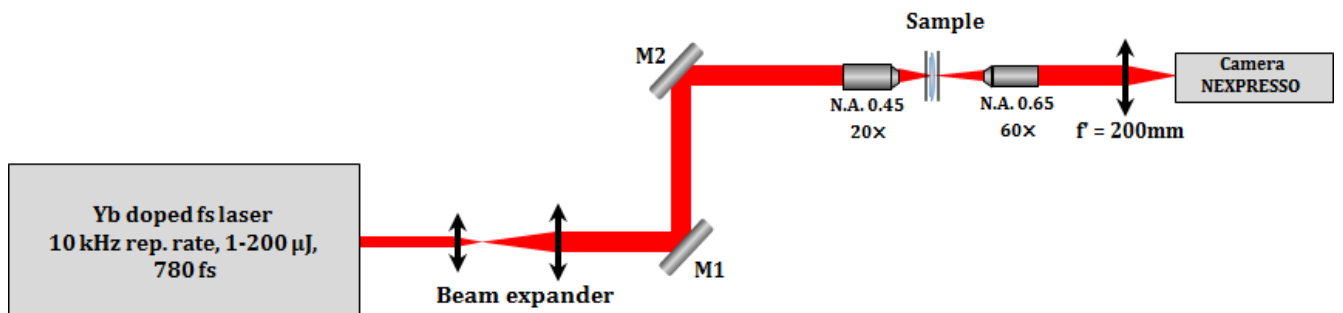 Sample
M2
Camera
NEXPRESSO
N.A. 0.45
20×
N.A. 0.65
60×
f' = 200mm
Yb doped fs laser
10 kHz rep. rate, 1-200 μJ,
780 fs
M1
Beam expander